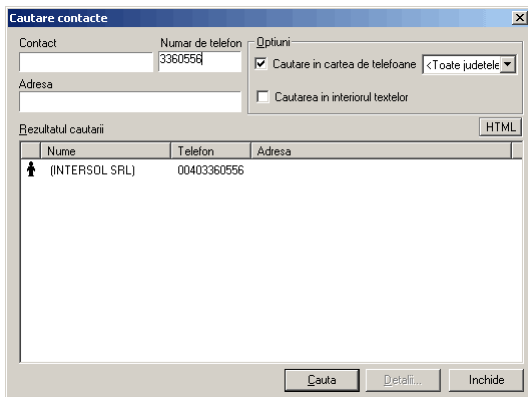 Cautare contacte
Contact
Numar de telefon
3360556
Adresa
Optiuni
Cautare in cartea de telefoane
<Toate judetele
Cautarea in interiorul textelor
Rezultatul cautarii
HTML
Nume Telefon Adresa
(INTERSOL SRL) 00403360556
Cauta Detalii... Inchide